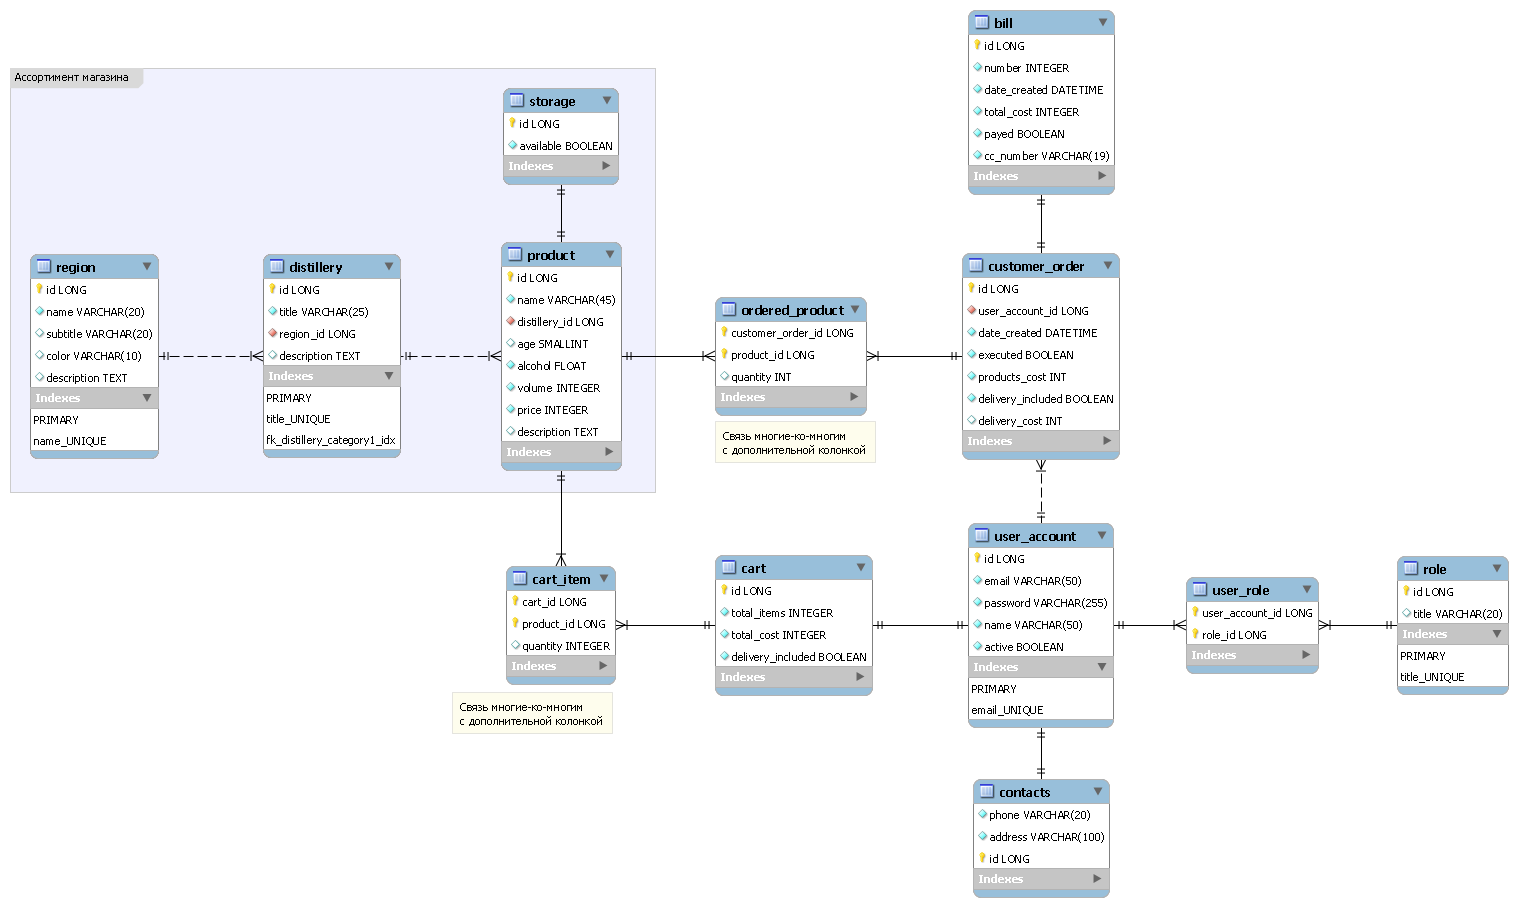 Ассортимент магазина
region
id LONG
name VARCHAR(20)
subtitle VARCHAR(20)
color VARCHAR(10)
description TEXT
Indexes
PRIMARY
name_UNIQUE
distillery
id LONG
title VARCHAR(25)
region_id LONG
description TEXT
Indexes
PRIMARY
title_UNIQUE
fk_distillery_category1_idx
storage
id LONG
available BOOLEAN
Indexes
product
id LONG
name VARCHAR(45)
distillery_id LONG
age SMALLINT
alcohol FLOAT
volume INTEGER
price INTEGER
description TEXT
Indexes
ordered_product
customer_order_id LONG
product_id LONG
quantity INT
Indexes
Связь многие-ко-многим
с дополнительной колонкой
bill
id LONG
number INTEGER
date_created DATETIME
total_cost INTEGER
payed BOOLEAN
cc_number VARCHAR(19)
Indexes
customer_order
id LONG
user_account_id LONG
date_created DATETIME
executed BOOLEAN
products_cost INT
delivery_included BOOLEAN
delivery_cost INT
Indexes
cart_item
cart_id LONG
product_id LONG
quantity INTEGER
Indexes
Связь многие-ко-многим
с дополнительной колонкой
cart
id LONG
total_items INTEGER
total_cost INTEGER
delivery_included BOOLEAN
Indexes
user_account
id LONG
email VARCHAR(50)
password VARCHAR(255)
name VARCHAR(50)
active BOOLEAN
Indexes
PRIMARY
email_UNIQUE
user_role
user_account_id LONG
role_id LONG
Indexes
role
id LONG
title VARCHAR(20)
Indexes
PRIMARY
title_UNIQUE
contacts
phone VARCHAR(20)
address VARCHAR(100)
id LONG
Indexes